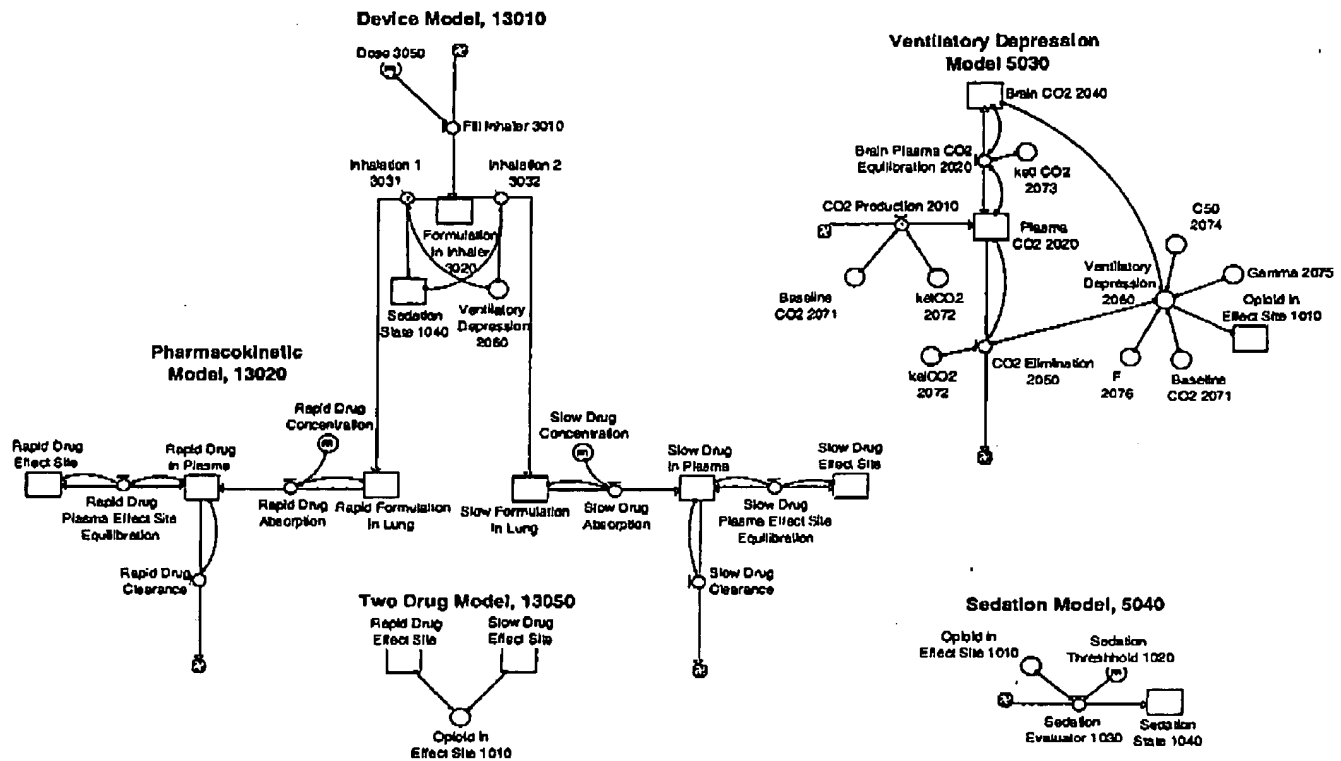 Device Model, 13010
Dose 3050
Fill Inhaler 3010
Inhalation 1
3031
Inhalation 2
3032
Formulation
In Inhaler
3020
Sedation
State 1040
Ventilatory
Depression
2060
Ventilatory Depression
Model 5030
Brain CO2 2040
Brain Plasma CO2
Equilibration 2020
ke0 CO2
2073
CO2 Production 2010
Plasma
CO2 2020
Baseline
CO2 2071
kelCO2
2072
C50
2074
Ventilatory
Depression
2060
Gamma 2075
Opioid In
Effect Site 1010
kelCO2
2072
CO2 Elimination
2050
F
2076
Baseline
CO2 2071
Pharmacokinetic
Model, 13020
Rapid Drug
Effect Site
Rapid Drug
In Plasma
Rapid Drug
Concentration
Rapid Drug
Plasma Effect Site
Equilibration
Rapid Drug
Absorption
Rapid Formulation
In Lung
Rapid Drug
Clearance
Slow Drug
Concentration
Slow Drug
In Plasma
Slow Drug
Effect Site
Slow Formulation
In Lung
Slow Drug
Absorption
Slow Drug
Plasma Effect Site
Equilibration
Slow Drug
Clearance
Two Drug Model, 13050
Rapid Drug
Effect Site
Slow Drug
Effect Site
Opioid In
Effect Site 1010
Sedation Model, 5040
Opioid In
Effect Site 1010
Sedation
Threshhold 1020
Sedation
Evaluator 1030
Sedation
State 1040